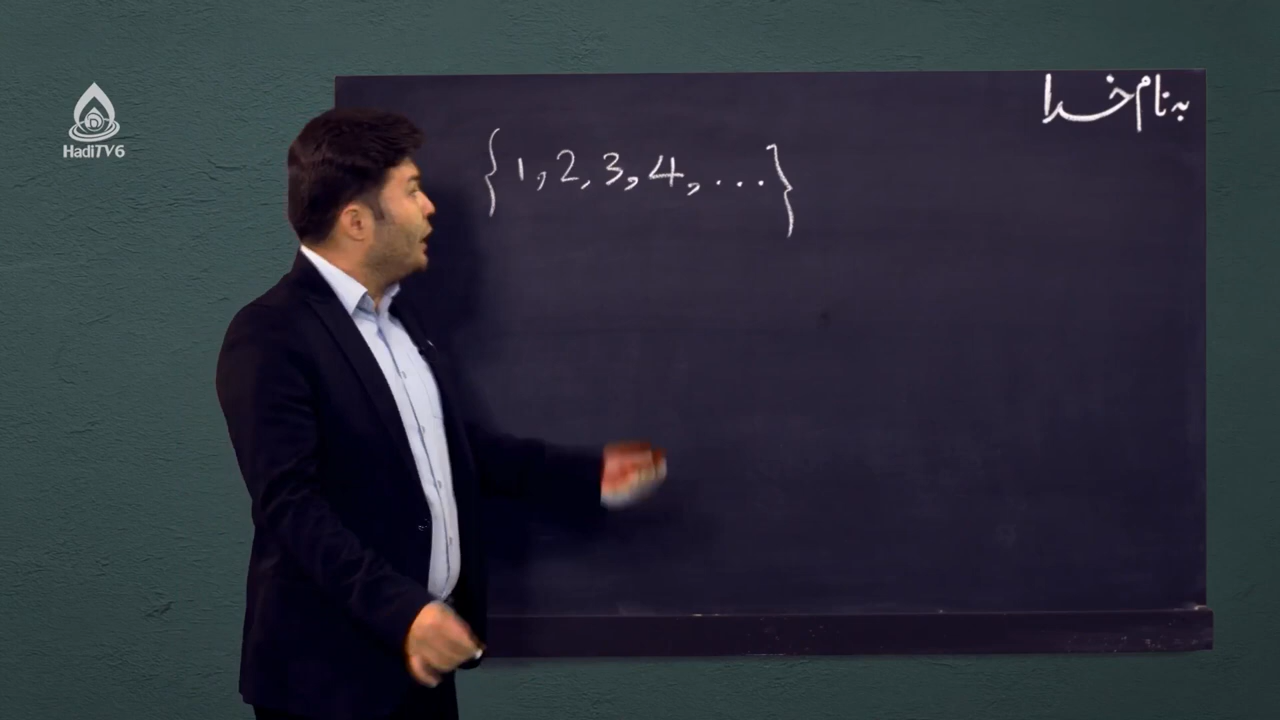 به نام خدا
{1, 2, 3, 4, ...}
HadiTV6